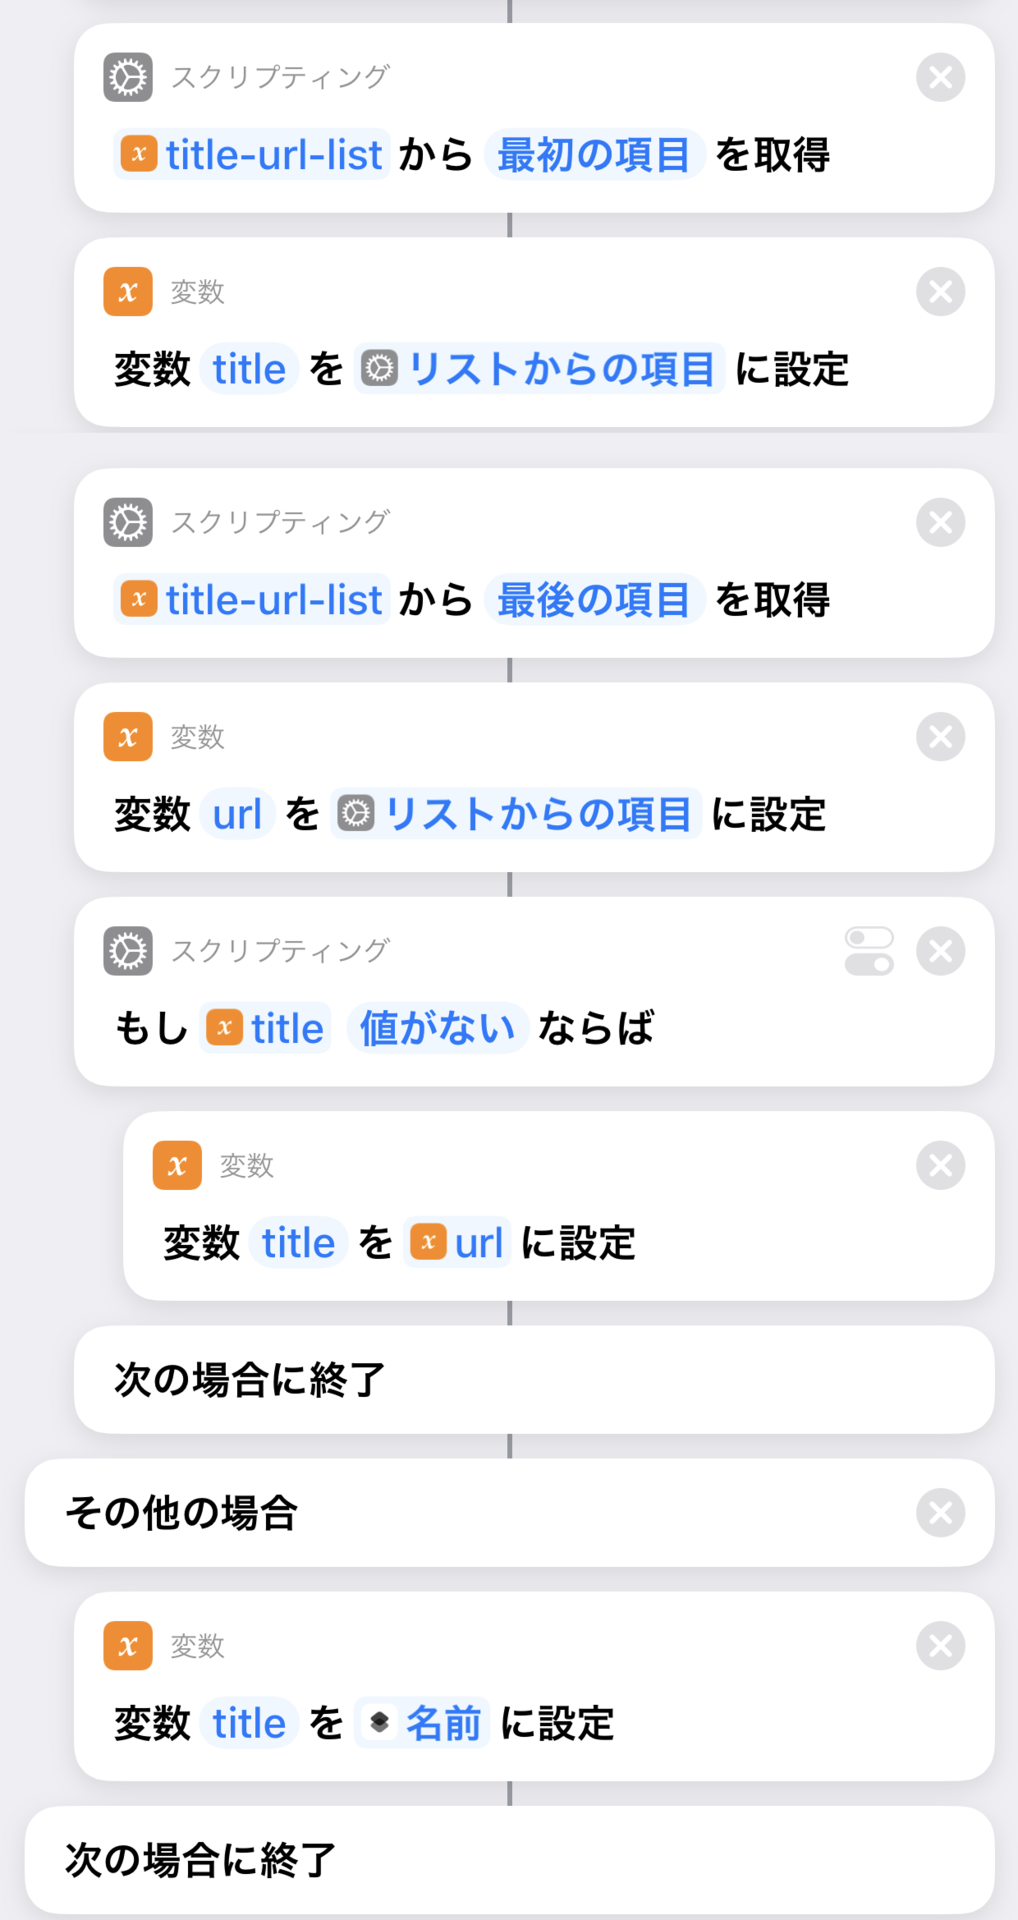 スクリプティング
title-url-list から 最初の項目 を取得
変数
変数 title を リストからの項目 に設定
スクリプティング
title-url-list から 最後の項目 を取得
変数
変数 url を リストからの項目 に設定
スクリプティング
もし title 値がない ならば
変数
変数 title を url に設定
次の場合に終了
その他の場合
変数
変数 title を 名前 に設定
次の場合に終了